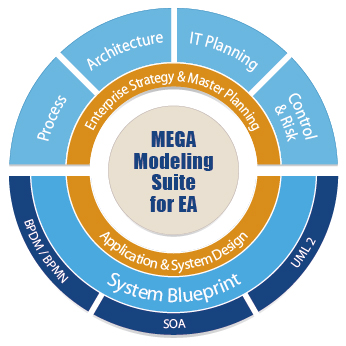 Process
Architecture
IT Planning
Control
& Risk
Enterprise Strategy & Master Planning
MEGA
Modeling
Suite
for EA
Application & System Design
System Blueprint
BPDM / BPMN
SOA
UML 2